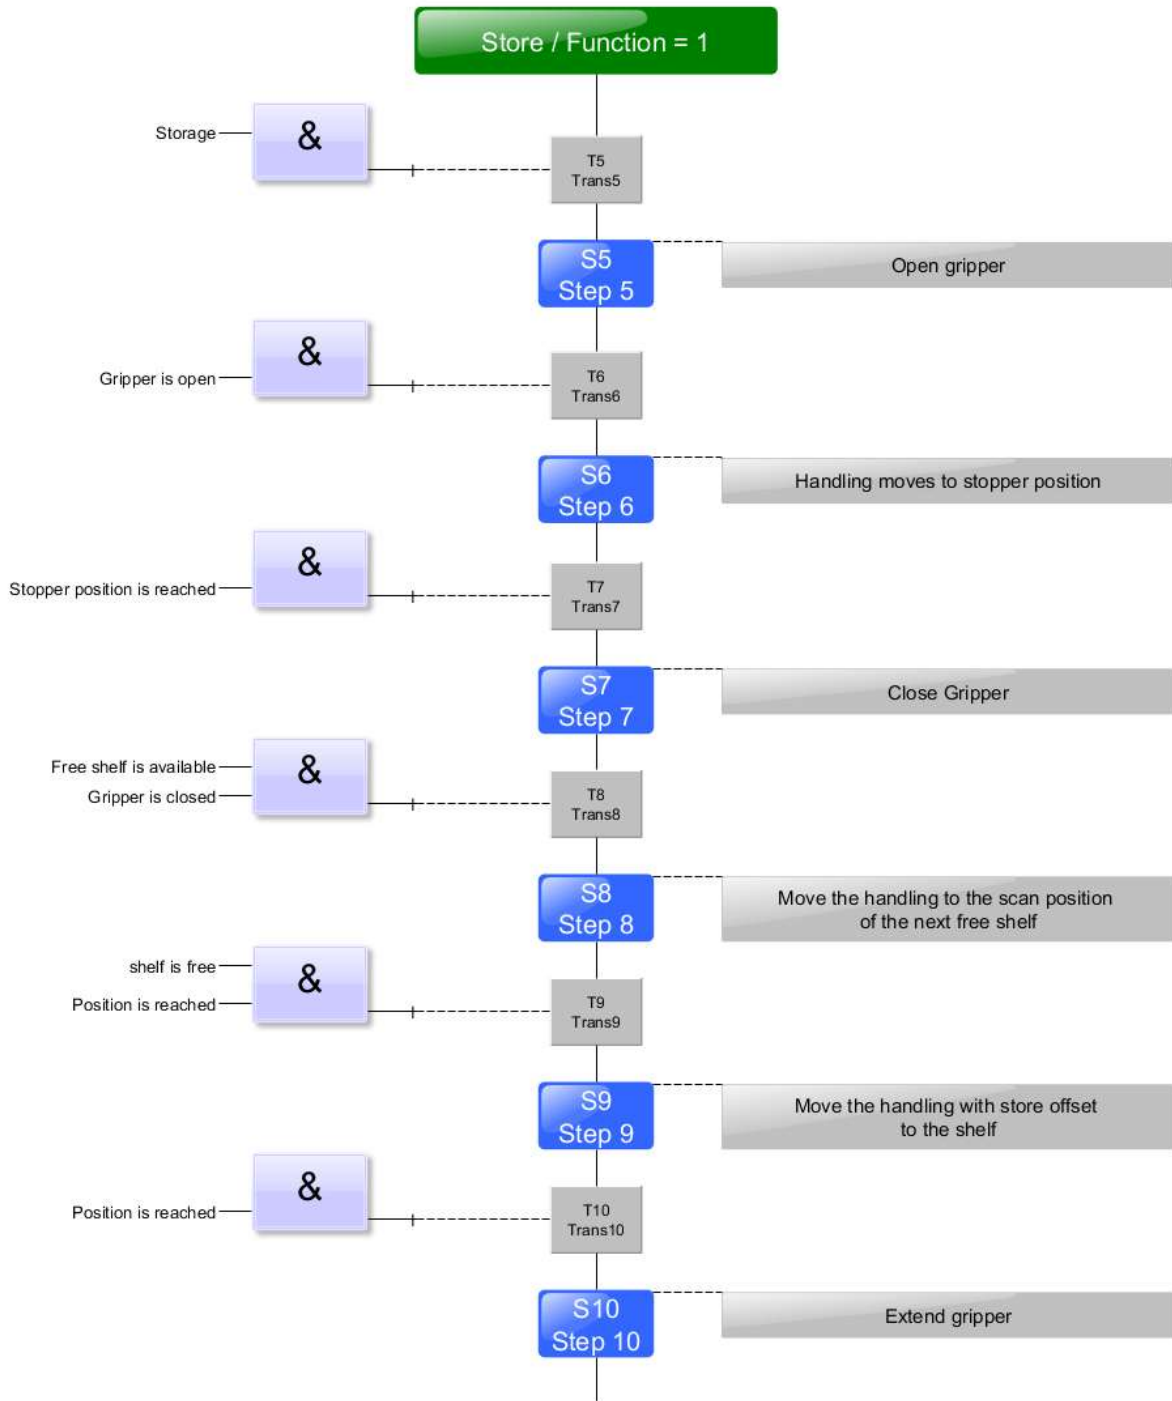 Store / Function = 1
Storage
&
T5
Trans5
S5
Step 5
Open gripper
&
Gripper is open
T6
Trans6
S6
Step 6
Handling moves to stopper position
&
Stopper position is reached
T7
Trans7
S7
Step 7
Close Gripper
Free shelf is available
&
Gripper is closed
T8
Trans8
S8
Step 8
Move the handling to the scan position
of the next free shelf
shelf is free
&
Position is reached
T9
Trans9
S9
Step 9
Move the handling with store offset
to the shelf
&
Position is reached
T10
Trans10
S10
Step 10
Extend gripper